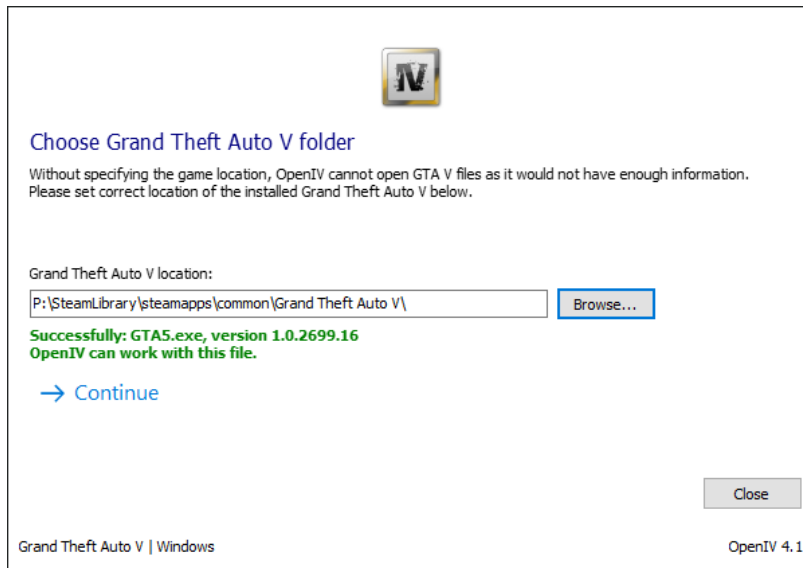 IV
Choose Grand Theft Auto V folder
Without specifying the game location, OpenIV cannot open GTA V files as it would not have enough information.
Please set correct location of the installed Grand Theft Auto V below.
Grand Theft Auto V location:
P:\SteamLibrary\steamapps\common\Grand Theft Auto V\
Browse...
Successfully: GTA5.exe, version 1.0.2699.16
OpenIV can work with this file.
→ Continue
Close
Grand Theft Auto V | Windows
OpenIV 4.1